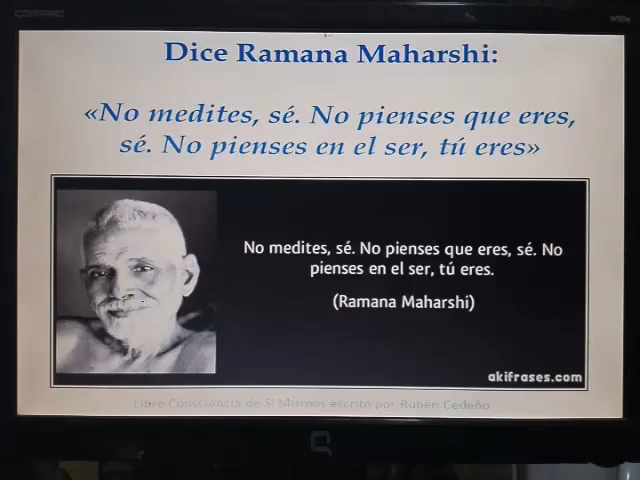 COMPAQ
Dice Ramana Maharshi:
«No medites, sé. No pienses que eres,
sé. No pienses en el ser, tú eres»
No medites, sé. No pienses que eres, sé. No
pienses en el ser, tú eres.
(Ramana Maharshi)
akifrases.com
Libro Consciencia de Sí Mismos escrito por Rubén Cedeño